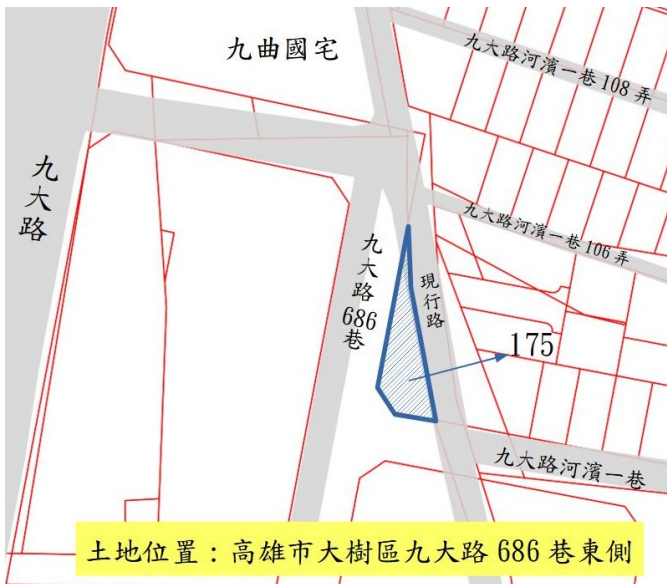 九曲國宅
九大路河濱一巷108弄
九大路
九大路河濱一巷106弄
九大路686巷
現行路
175
九大路河濱一巷
土地位置：高雄市大樹區九大路 686 巷東側